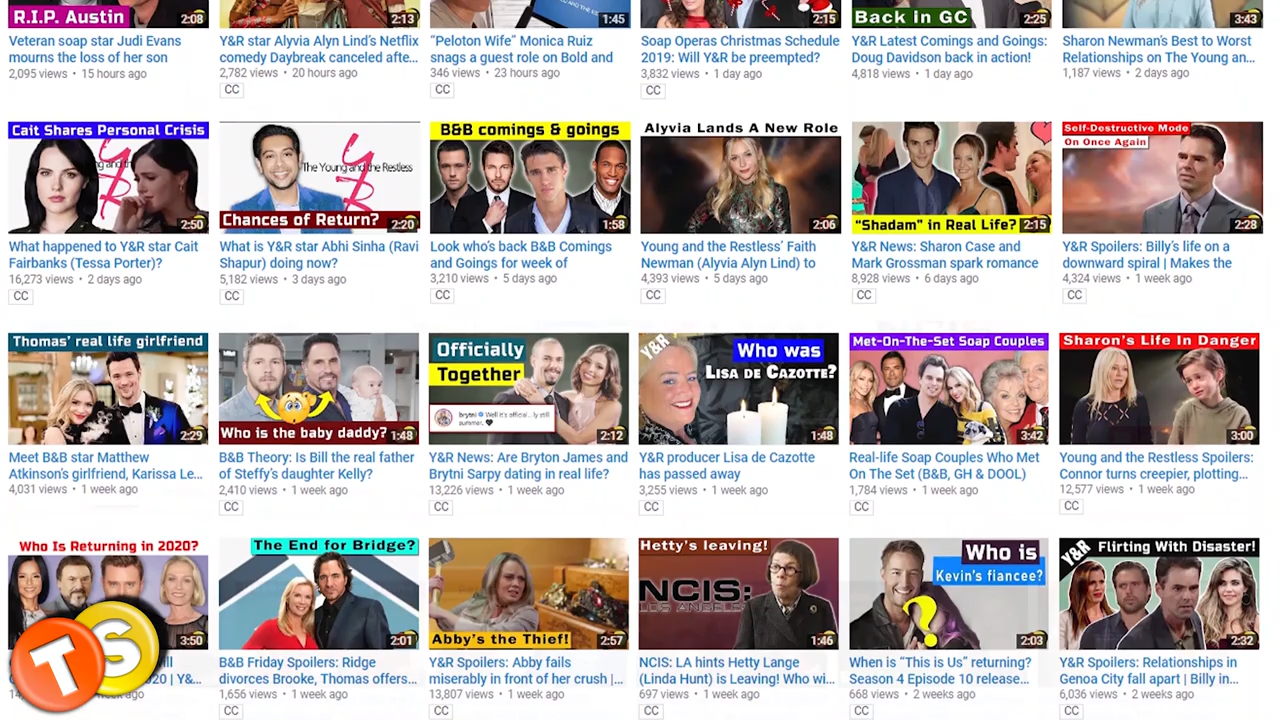 R.I.P. Austin
2:08
2:13
1:45
2:15
Back in GC
2:25
3:43
Veteran soap star Judi Evans
mourns the loss of her son
2,095 views • 15 hours ago
Y&R star Alyvia Alyn Lind's Netflix
comedy Daybreak canceled afte...
2,782 views • 20 hours ago
CC
"Peloton Wife" Monica Ruiz
snags a guest role on Bold and
346 views • 23 hours ago
CC
Soap Operas Christmas Schedule
2019: Will Y&R be preempted?
3,832 views • 1 day ago
CC
Y&R Latest Comings and Goings:
Doug Davidson back in action!
4,818 views • 1 day ago
Sharon Newman's Best to Worst
Relationships on The Young an...
1,187 views • 2 days ago
Cait Shares Personal Crisis
2:50
The Young and the Restless
Y
R
Chances of Return?
2:20
B&B comings & goings
1:58
Alyvia Lands A New Role
2:06
"Shadam" in Real Life?
2:15
Self-Destructive Mode
On Once Again
2:28
What happened to Y&R star Cait
Fairbanks (Tessa Porter)?
16,273 views • 2 days ago
CC
What is Y&R star Abhi Sinha (Ravi
Shapur) doing now?
5,182 views • 3 days ago
CC
Look who's back B&B Comings
and Goings for week of
3,210 views • 5 days ago
CC
Young and the Restless' Faith
Newman (Alyvia Alyn Lind) to
4,393 views • 5 days ago
CC
Y&R News: Sharon Case and
Mark Grossman spark romance
8,928 views • 6 days ago
CC
Y&R Spoilers: Billy's life on a
downward spiral | Makes the
4,324 views • 1 week ago
CC
Thomas' real life girlfriend
2:29
Who is the baby daddy?
1:48
Officially
Together
brytni Well it's official... ly still
summer.
2:12
Y&R
Who was
Lisa de Cazotte?
1:48
Met-On-The-Set Soap Couples
3:42
Sharon's Life In Danger
3:00
Meet B&B star Matthew
Atkinson's girlfriend, Karissa Le...
4,031 views • 1 week ago
B&B Theory: Is Bill the real father
of Steffy's daughter Kelly?
2,410 views • 1 week ago
CC
Y&R News: Are Bryton James and
Brytni Sarpy dating in real life?
13,226 views • 1 week ago
CC
Y&R producer Lisa de Cazotte
has passed away
3,255 views • 1 week ago
CC
Real-life Soap Couples Who Met
On The Set (B&B, GH & DOOL)
1,784 views • 1 week ago
CC
Young and the Restless Spoilers:
Connor turns creepier, plotting...
12,577 views • 1 week ago
CC
Who Is Returning in 2020?
3:50
The End for Bridge?
2:01
Abby's the Thief!
2:57
Hetty's leaving!
NCIS:
LOS ANGELES
1:46
Who is
Kevin's fiancee?
2:03
Y&R
Flirting With Disaster!
2:32
TS
| Y&...
1 week ago
B&B Friday Spoilers: Ridge
divorces Brooke, Thomas offers...
1,656 views • 1 week ago
CC
Y&R Spoilers: Abby fails
miserably in front of her crush |...
13,807 views • 1 week ago
CC
NCIS: LA hints Hetty Lange
(Linda Hunt) is Leaving! Who wi...
697 views • 1 week ago
CC
When is "This is Us" returning?
Season 4 Episode 10 release...
668 views • 2 weeks ago
CC
Y&R Spoilers: Relationships in
Genoa City fall apart | Billy in...
6,036 views • 2 weeks ago
CC